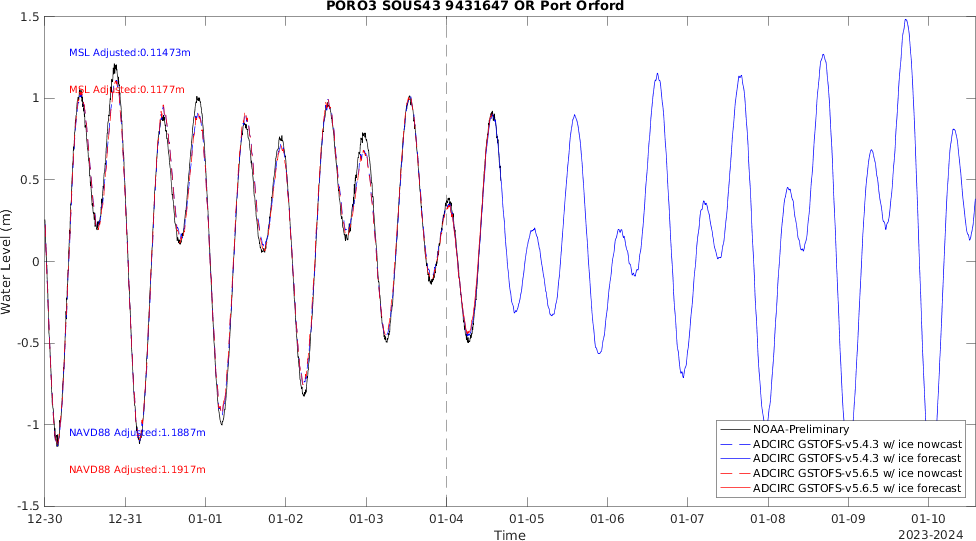 PORO3 SOUS43 9431647 OR Port Orford
Water Level (m)
1.5
1
0.5
0
-0.5
-1
-1.5
MSL Adjusted:0.11473m
MSL Adjusted:0.1177m
NAVD88 Adjusted:1.1887m
NAVD88 Adjusted:1.1917m
NOAA-Preliminary
ADCIRC GSTOFS-v5.4.3 w/ ice nowcast
ADCIRC GSTOFS-v5.4.3 w/ ice forecast
ADCIRC GSTOFS-v5.6.5 w/ ice nowcast
ADCIRC GSTOFS-v5.6.5 w/ ice forecast
12-30 12-31 01-01 01-02 01-03 01-04 01-05 01-06 01-07 01-08 01-09 01-10
2023-2024
Time